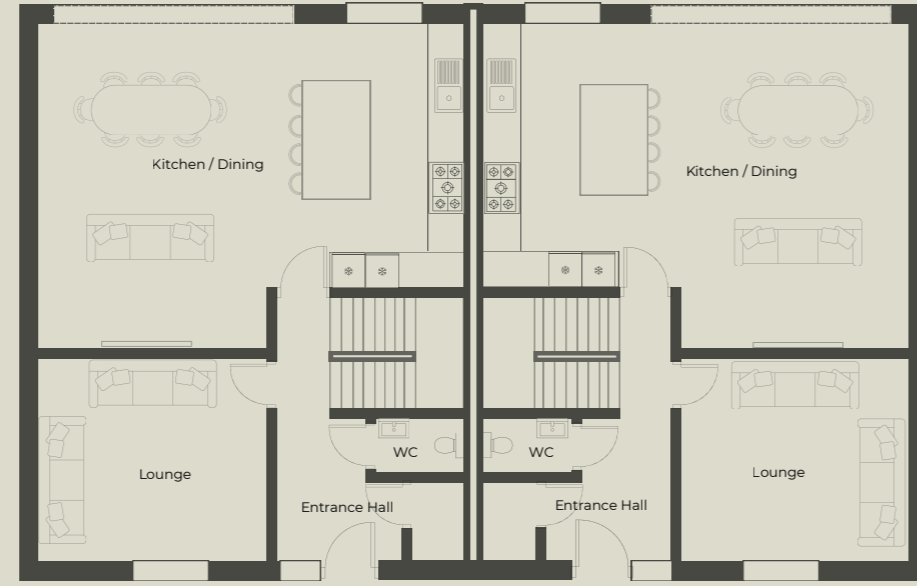 Kitchen / Dining
Kitchen / Dining
Lounge
WC
Entrance Hall
WC
Entrance Hall
Lounge